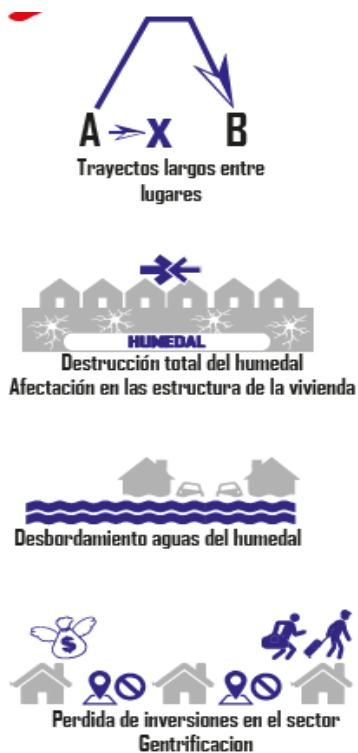 A X B
Trayectos largos entre
lugares
HUMEDAL
Destrucción total del humedal
Afectación en las estructura de la vivienda
Desbordamiento aguas del humedal
$
Perdida de inversiones en el sector
Gentrificacion